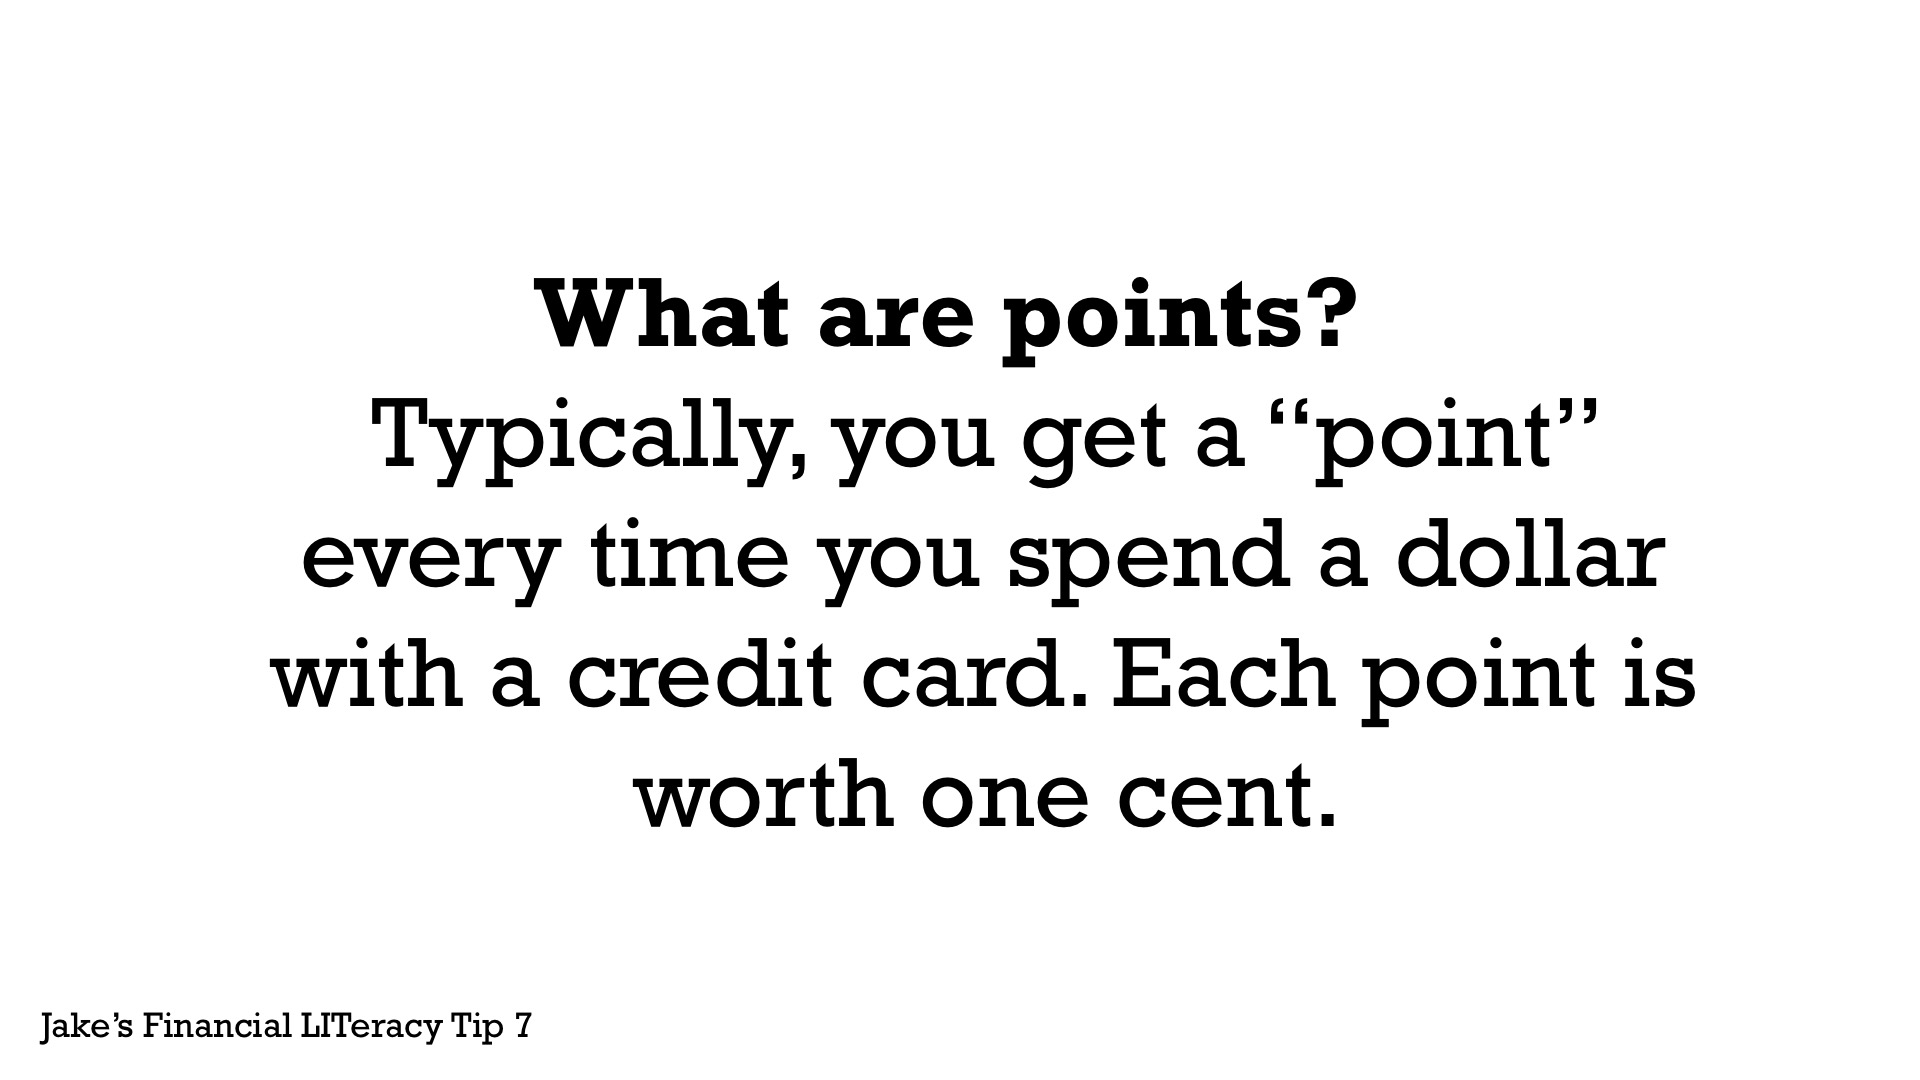 What are points?
Typically, you get a “point”
every time you spend a dollar
with a credit card. Each point is
worth one cent.
Jake’s Financial LITeracy Tip 7